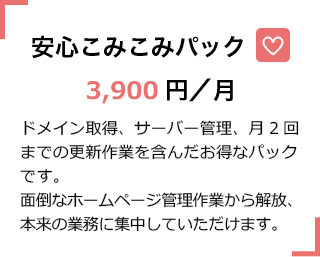 安心こみこみパック
3,900 円／月
ドメイン取得、サーバー管理、月２回
までの更新作業を含んだお得なパック
です。
面倒なホームページ管理作業から解放、
本来の業務に集中していただけます。